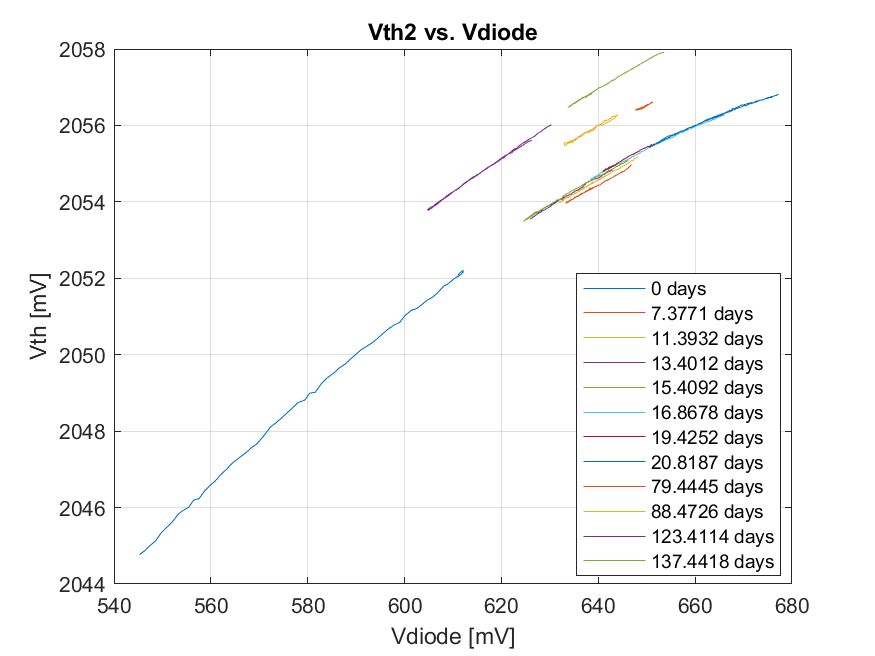 Vth2 vs. Vdiode
2058
2056
2054
2052
2050
2048
2046
2044
Vth [mV]
0 days
7.3771 days
11.3932 days
13.4012 days
15.4092 days
16.8678 days
19.4252 days
20.8187 days
79.4445 days
88.4726 days
123.4114 days
137.4418 days
540 560 580 600 620 640 660 680
Vdiode [mV]